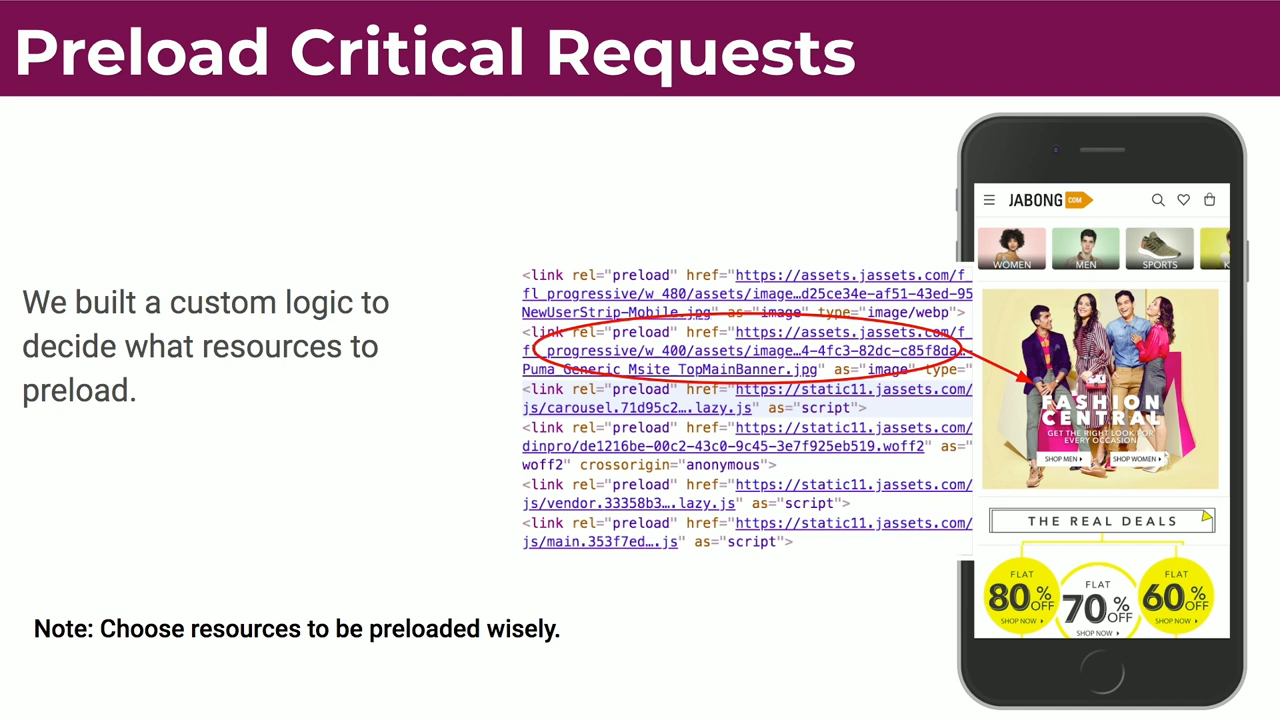 Preload Critical Requests
We built a custom logic to
decide what resources to
preload.
<link rel="preload" href="https://assets.jassets.com/f
fl_progressive/w_480/assets/image…d25ce34e-af51-43ed-95
NewUserStrip-Mobile.jpg" as="image" type="image/webp">
<link rel="preload" href="https://assets.jassets.com/f
fl_progressive/w_400/assets/image…4-4fc3-82dc-c85f8da
Puma_Generic_Msite_TopMainBanner.jpg" as="image" type="
<link rel="preload" href="https://static11.jassets.com/
js/carousel.71d95c2….lazy.js" as="script">
<link rel="preload" href="https://static11.jassets.com/
dinpro/de1216be-00c2-43c0-9c45-3e7f925eb519.woff2" as="
woff2" crossorigin="anonymous">
<link rel="preload" href="https://static11.jassets.com/
js/vendor.33358b3….lazy.js" as="script">
<link rel="preload" href="https://static11.jassets.com/
js/main.353f7ed….js" as="script">
JABONG COM
WOMEN MEN SPORTS K
FASHION
CENTRAL
GET THE RIGHT LOOK FOR
EVERY OCCASION
SHOP MEN SHOP WOMEN
THE REAL DEALS
FLAT
80% OFF
SHOP NOW
FLAT
70% OFF
SHOP NOW
FLAT
60% OFF
SHOP NOW
Note: Choose resources to be preloaded wisely.